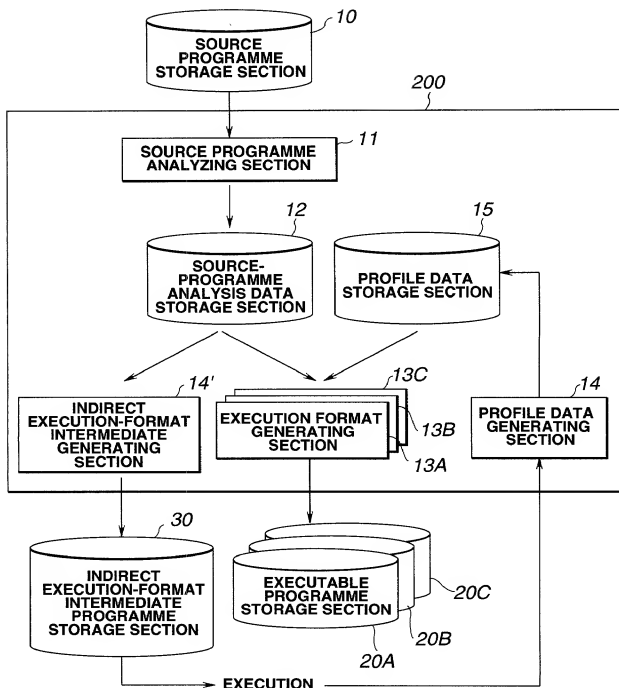 10
SOURCE
PROGRAMME
STORAGE SECTION
200
11
SOURCE PROGRAMME
ANALYZING SECTION
12
SOURCE-
PROGRAMME
ANALYSIS DATA
STORAGE SECTION
15
PROFILE DATA
STORAGE SECTION
14'
INDIRECT
EXECUTION-FORMAT
INTERMEDIATE
GENERATING
SECTION
13C
13B
13A
EXECUTION FORMAT
GENERATING
SECTION
14
PROFILE DATA
GENERATING
SECTION
30
INDIRECT
EXECUTION-FORMAT
INTERMEDIATE
PROGRAMME
STORAGE SECTION
EXECUTABLE
PROGRAMME
STORAGE SECTION
20C
20B
20A
EXECUTION